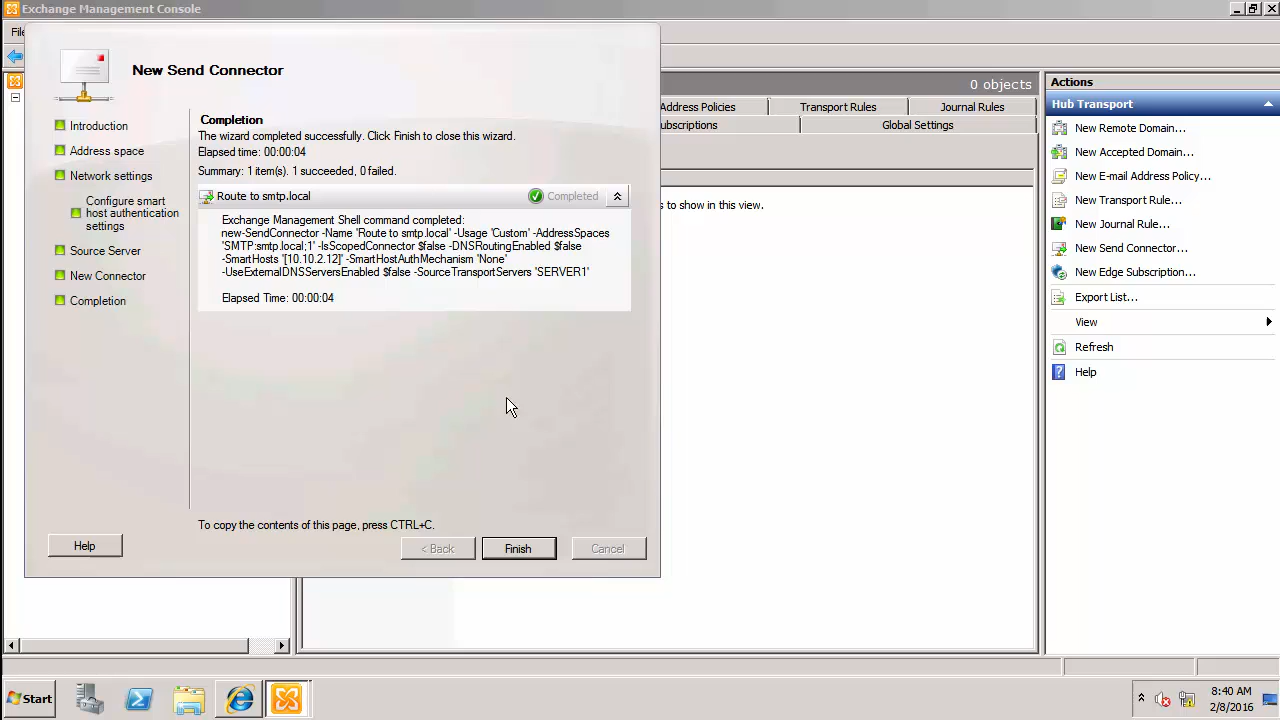 Exchange Management Console
File
New Send Connector
Introduction
Address space
Network settings
Configure smart
host authentication
settings
Source Server
New Connector
Completion
Completion
The wizard completed successfully. Click Finish to close this wizard.
Elapsed time: 00:00:04
Summary: 1 item(s). 1 succeeded, 0 failed.
Route to smtp.local
Completed
Exchange Management Shell command completed:
new-SendConnector -Name 'Route to smtp.local' -Usage 'Custom' -AddressSpaces
'SMTP:smtp.local;1' -IsScopedConnector $false -DNSRoutingEnabled $false
-SmartHosts '[10.10.2.12]' -SmartHostAuthMechanism 'None'
-UseExternalDNSServersEnabled $false -SourceTransportServers 'SERVER1'
Elapsed Time: 00:00:04
To copy the contents of this page, press CTRL+C.
Help
< Back
Finish
Cancel
0 objects
Address Policies
Transport Rules
Journal Rules
ubscriptions
Global Settings
s to show in this view.
Actions
Hub Transport
New Remote Domain...
New Accepted Domain...
New E-mail Address Policy...
New Transport Rule...
New Journal Rule...
New Send Connector...
New Edge Subscription...
Export List...
View
Refresh
Help
Start
8:40 AM
2/8/2016